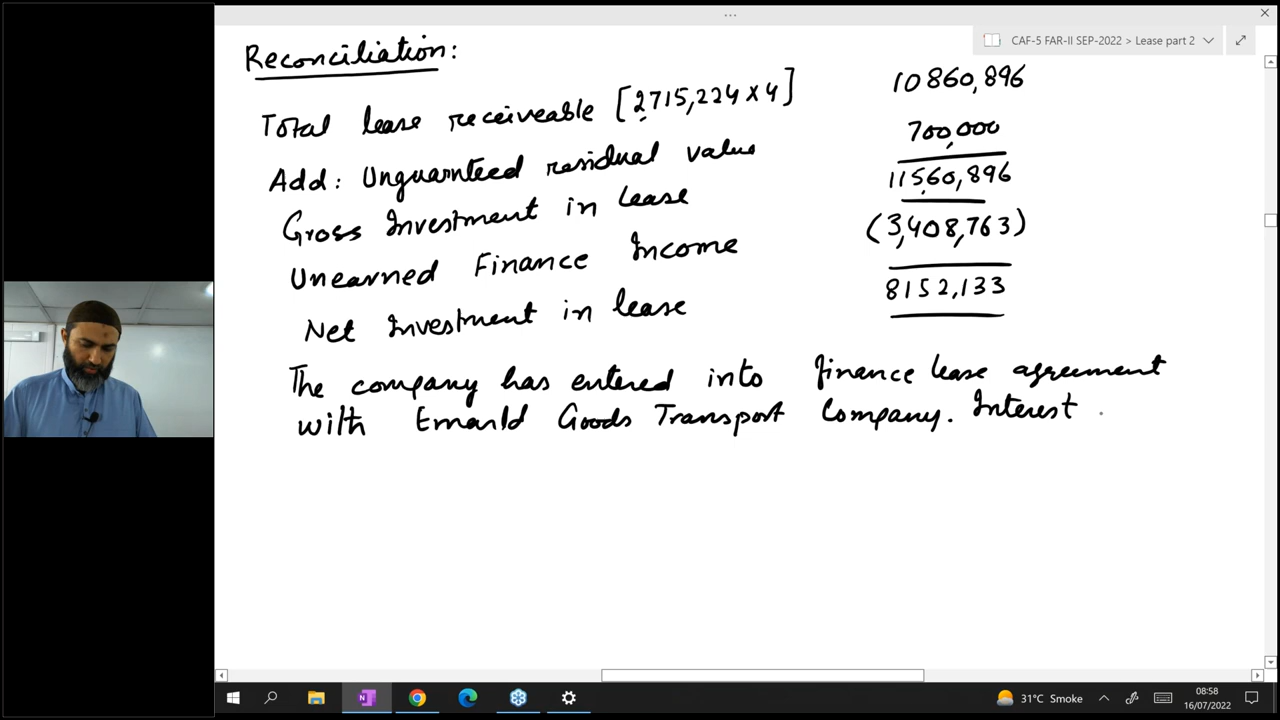 CAF-5 FAR-II SEP-2022 > Lease part 2
Reconciliation:
Total lease receiveable [2715,224 x 4] 10860,896
Add: Unguarnteed residual value 700,000
Gross Investment in lease 11560,896
Unearned Finance Income (3,408,763)
Net Investment in lease 8152,133
The company has entered into finance lease agreement
with Emarld Goods Transport Company. Interest
31°C Smoke
08:58
16/07/2022